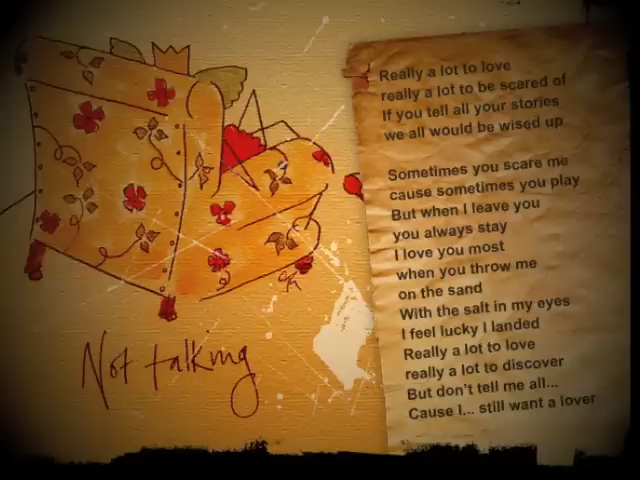 Not talking
Really a lot to love
really a lot to be scared of
If you tell all your stories
we all would be wised up
Sometimes you scare me
cause sometimes you play
But when I leave you
you always stay
I love you most
when you throw me
on the sand
With the salt in my eyes
I feel lucky I landed
Really a lot to love
really a lot to discover
But don't tell me all...
Cause I... still want a lover